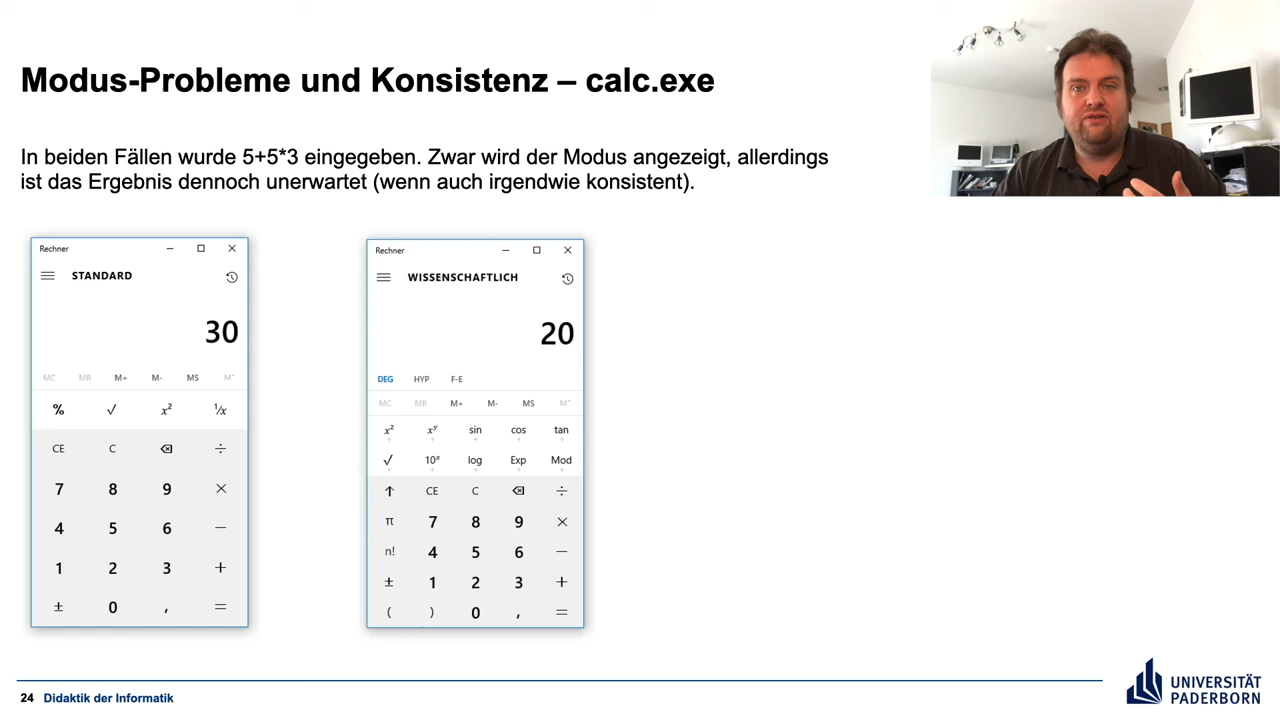 Modus-Probleme und Konsistenz – calc.exe
In beiden Fällen wurde 5+5*3 eingegeben. Zwar wird der Modus angezeigt, allerdings
ist das Ergebnis dennoch unerwartet (wenn auch irgendwie konsistent).
Rechner
STANDARD
30
MC MR M+ M- MS M˅
% √ x² ¹/x
CE C ÷
7 8 9 ×
4 5 6 −
1 2 3 +
± 0 , =
Rechner
WISSENSCHAFTLICH
20
DEG HYP F-E
MC MR M+ M- MS M˅
x² xʸ sin cos tan
√ 10ˣ log Exp Mod
↑ CE C ÷
π 7 8 9 ×
n! 4 5 6 −
± 1 2 3 +
( ) 0 , =
24 Didaktik der Informatik
UNIVERSITÄT
PADERBORN